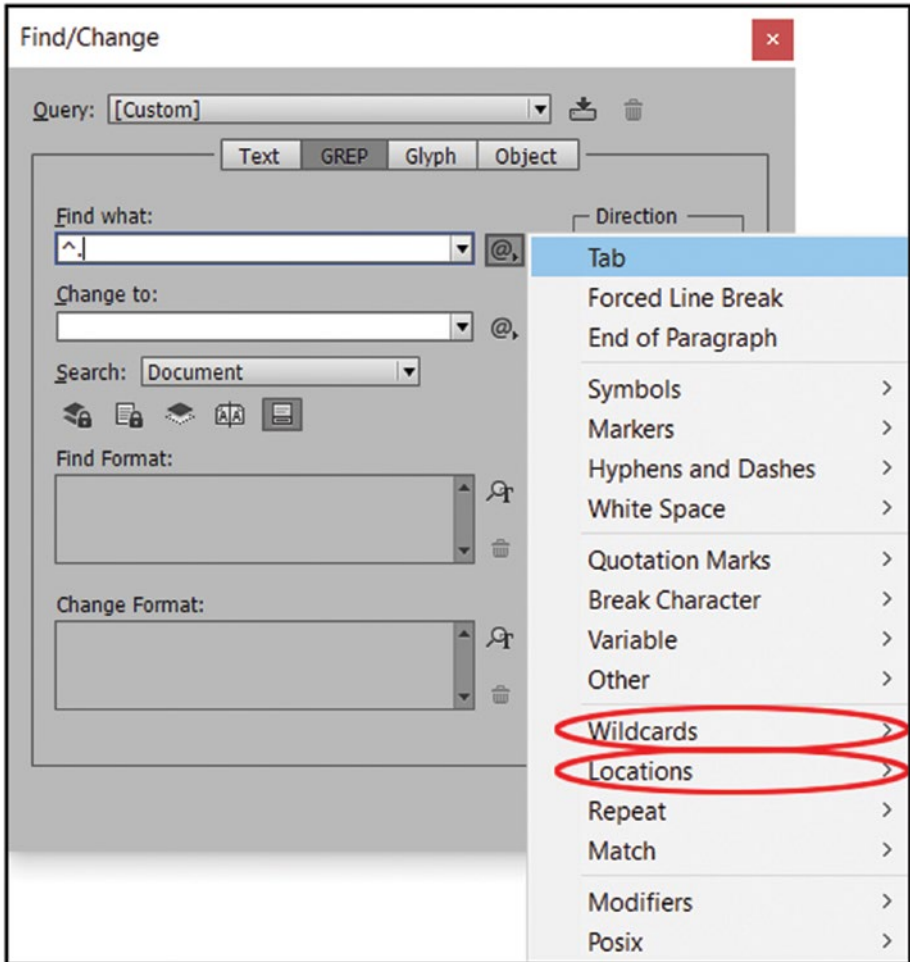 Find/Change
×
Query: [Custom]
Text GREP Glyph Object
Find what:
Direction
^.
@
Tab
Forced Line Break
End of Paragraph
Change to:
@
Search: Document
Symbols >
Markers >
Hyphens and Dashes >
White Space >
Find Format:
Quotation Marks >
Break Character >
Variable >
Other >
Change Format:
Wildcards >
Locations >
Repeat >
Match >
Modifiers >
Posix >